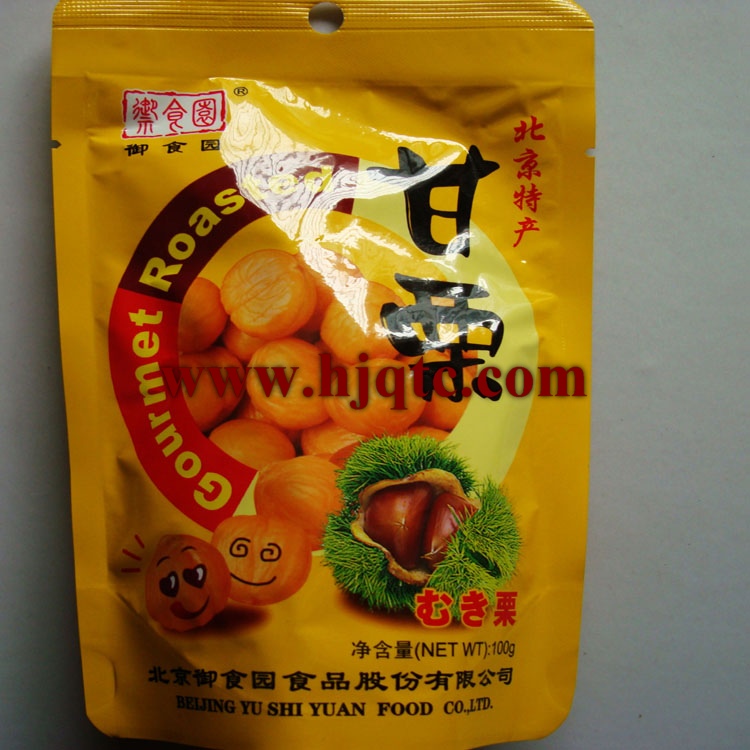 禦食园®
御食园
北京特产
Gourmet Roasted
甘栗
www.hjqtc.com
むき栗
净含量(NET WT):100g
北京御食园食品股份有限公司
BEIJING YU SHI YUAN FOOD CO.,LTD.